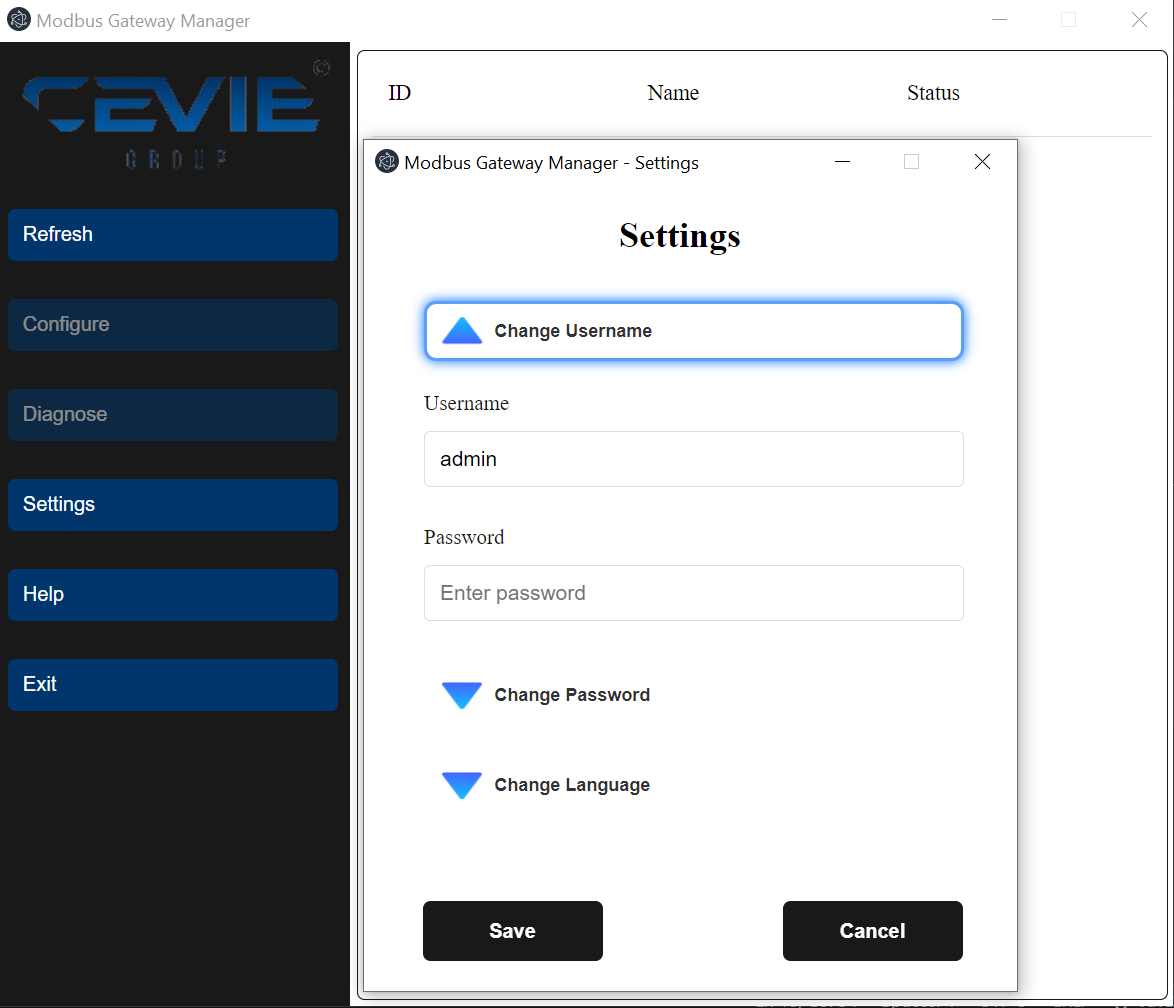 Modbus Gateway Manager
CEVIE
GROUP
Refresh
Configure
Diagnose
Settings
Help
Exit
ID Name Status
Modbus Gateway Manager - Settings
Settings
Change Username
Username
admin
Password
Enter password
Change Password
Change Language
Save Cancel